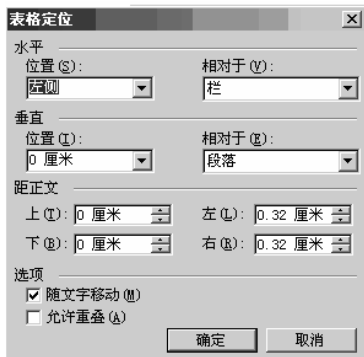 表格定位
水平
位置(S): 相对于(V):
左侧 栏
垂直
位置(I): 相对于(E):
0 厘米 段落
距正文
上(T): 0 厘米 左(L): 0.32 厘米
下(B): 0 厘米 右(R): 0.32 厘米
选项
随文字移动(M)
允许重叠(A)
确定 取消